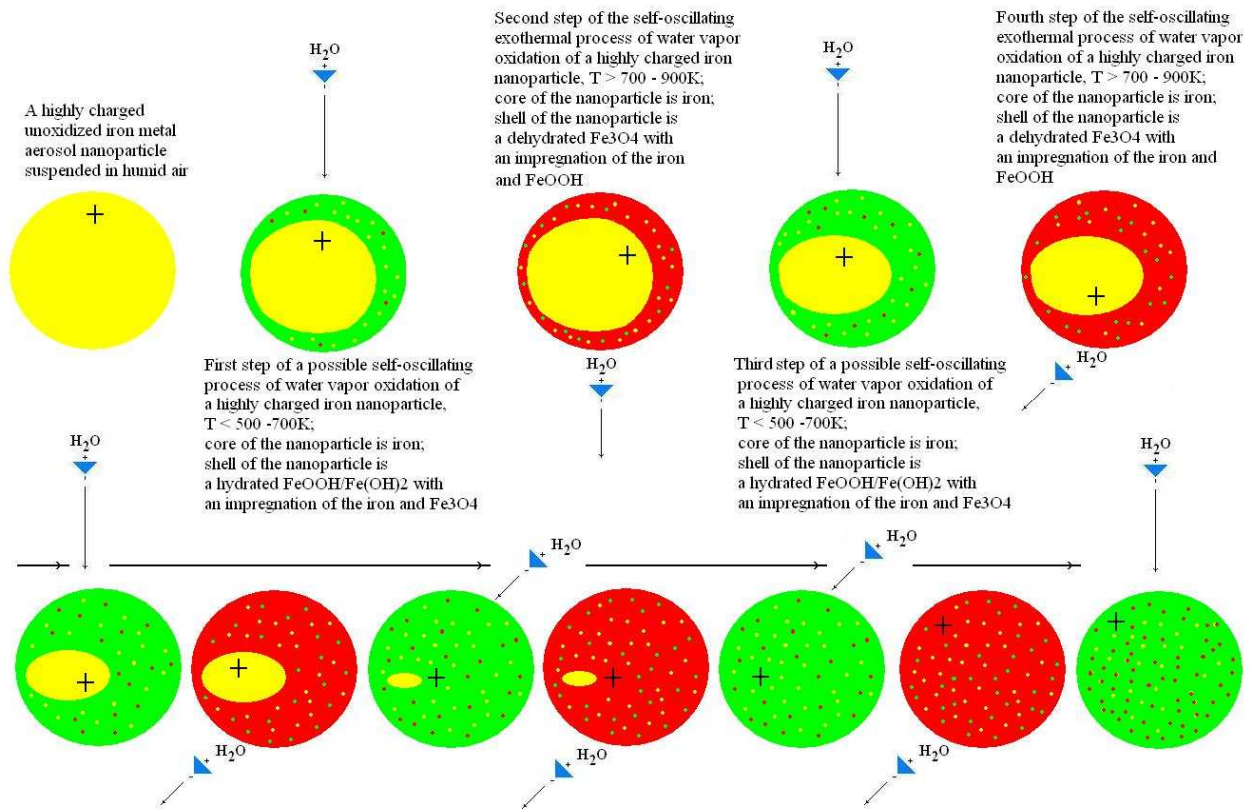 A highly charged
unoxidized iron metal
aerosol nanoparticle
suspended in humid air
H2O
+
-
Second step of the self-oscillating
exothermal process of water vapor
oxidation of a highly charged iron
nanoparticle, T > 700 - 900K;
core of the nanoparticle is iron;
shell of the nanoparticle is
a dehydrated Fe3O4 with
an impregnation of the iron
and FeOOH
H2O
+
-
Fourth step of the self-oscillating
exothermal process of water vapor
oxidation of a highly charged iron
nanoparticle, T > 700 - 900K;
core of the nanoparticle is iron;
shell of the nanoparticle is
a dehydrated Fe3O4 with
an impregnation of the iron and
FeOOH
+
+
+
+
+
First step of a possible self-oscillating
process of water vapor oxidation of
a highly charged iron nanoparticle,
T < 500 -700K;
core of the nanoparticle is iron;
shell of the nanoparticle is
a hydrated FeOOH/Fe(OH)2 with
an impregnation of the iron and Fe3O4
H2O
+
-
Third step of a possible self-oscillating
process of water vapor oxidation of
a highly charged iron nanoparticle,
T < 500 -700K;
core of the nanoparticle is iron;
shell of the nanoparticle is
a hydrated FeOOH/Fe(OH)2 with
an impregnation of the iron and Fe3O4
- + H2O
H2O
+
-
- + H2O
- + H2O
H2O
+
-
+
+
+
+
+
+
+
- + H2O
- + H2O
- + H2O